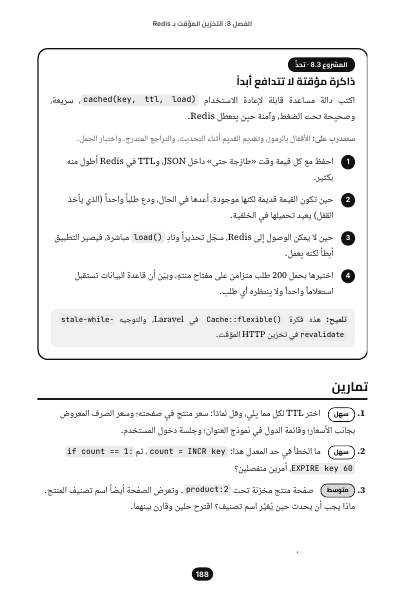 الفصل 8: التخزين المؤقت بـ Redis
المشروع 8.3 · تحدٍّ
ذاكرة مؤقتة لا تتدافع أبداً
اكتب دالة مساعدة قابلة لإعادة الاستخدام cached(key, ttl, load)، سريعة،
وصحيحة تحت الضغط، وآمنة حين يتعطل Redis.
ستتدرب على: الأقفال بالرموز، وتقديم القديم أثناء التحديث، والتراجع المتدرج، واختبار الحمل.
1 احفظ مع كل قيمة وقت «طازجة حتى» داخل JSON، وTTL في Redis أطول منه
بكثير.
2 حين تكون القيمة قديمة لكنها موجودة، أعدها في الحال، ودع طلباً واحداً (الذي يأخذ
القفل) يعيد تحميلها في الخلفية.
3 حين لا يمكن الوصول إلى Redis، سجّل تحذيراً ونادِ load() مباشرة، فيصير التطبيق
أبطأ لكنه يعمل.
4 اختبرها بحمل 200 طلب متزامن على مفتاح منتهٍ، وبيّن أن قاعدة البيانات تستقبل
استعلاماً واحداً ولا ينتظره أي طلب.
تلميح: هذه فكرة Cache::flexible() في Laravel، والتوجيه stale-while-
revalidate في تخزين HTTP المؤقت.
تمارين
1. سهل اختر TTL لكل مما يلي، وقل لماذا: سعر منتج في صفحته؛ وسعر الصرف المعروض
بجانب الأسعار؛ وقائمة الدول في نموذج العنوان؛ وجلسة دخول المستخدم.
2. سهل ما الخطأ في حد المعدل هذا: count = INCR key، ثم if count == 1:
EXPIRE key 60، أمرين منفصلين؟
3. متوسط صفحة منتج مخزنة تحت product:2. وتعرض الصفحة أيضاً اسم تصنيف المنتج.
ماذا يجب أن يحدث حين يُغيَّر اسم تصنيف؟ اقترح حلين وقارن بينهما.
188